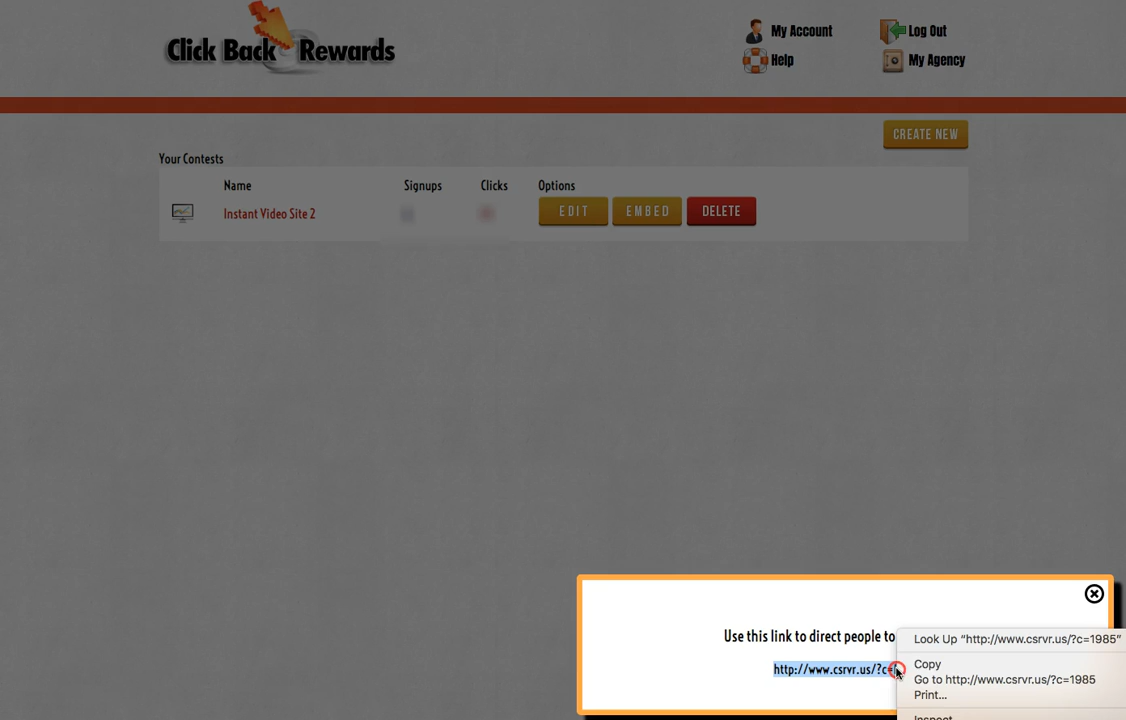 Click Back Rewards
My Account
Log Out
Help
My Agency
CREATE NEW
Your Contests
Name Signups Clicks Options
Instant Video Site 2 EDIT EMBED DELETE
Use this link to direct people to
http://www.csrvr.us/?c=
Look Up “http://www.csrvr.us/?c=1985”
Copy
Go to http://www.csrvr.us/?c=1985
Print...
Inspect